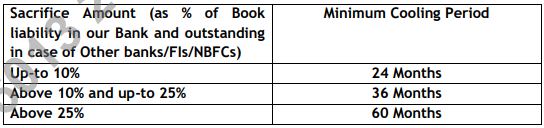 Sacrifice Amount (as % of Book liability in our Bank and outstanding in case of Other banks/FIs/NBFCs) Minimum Cooling Period
Up-to 10% 24 Months
Above 10% and up-to 25% 36 Months
Above 25% 60 Months